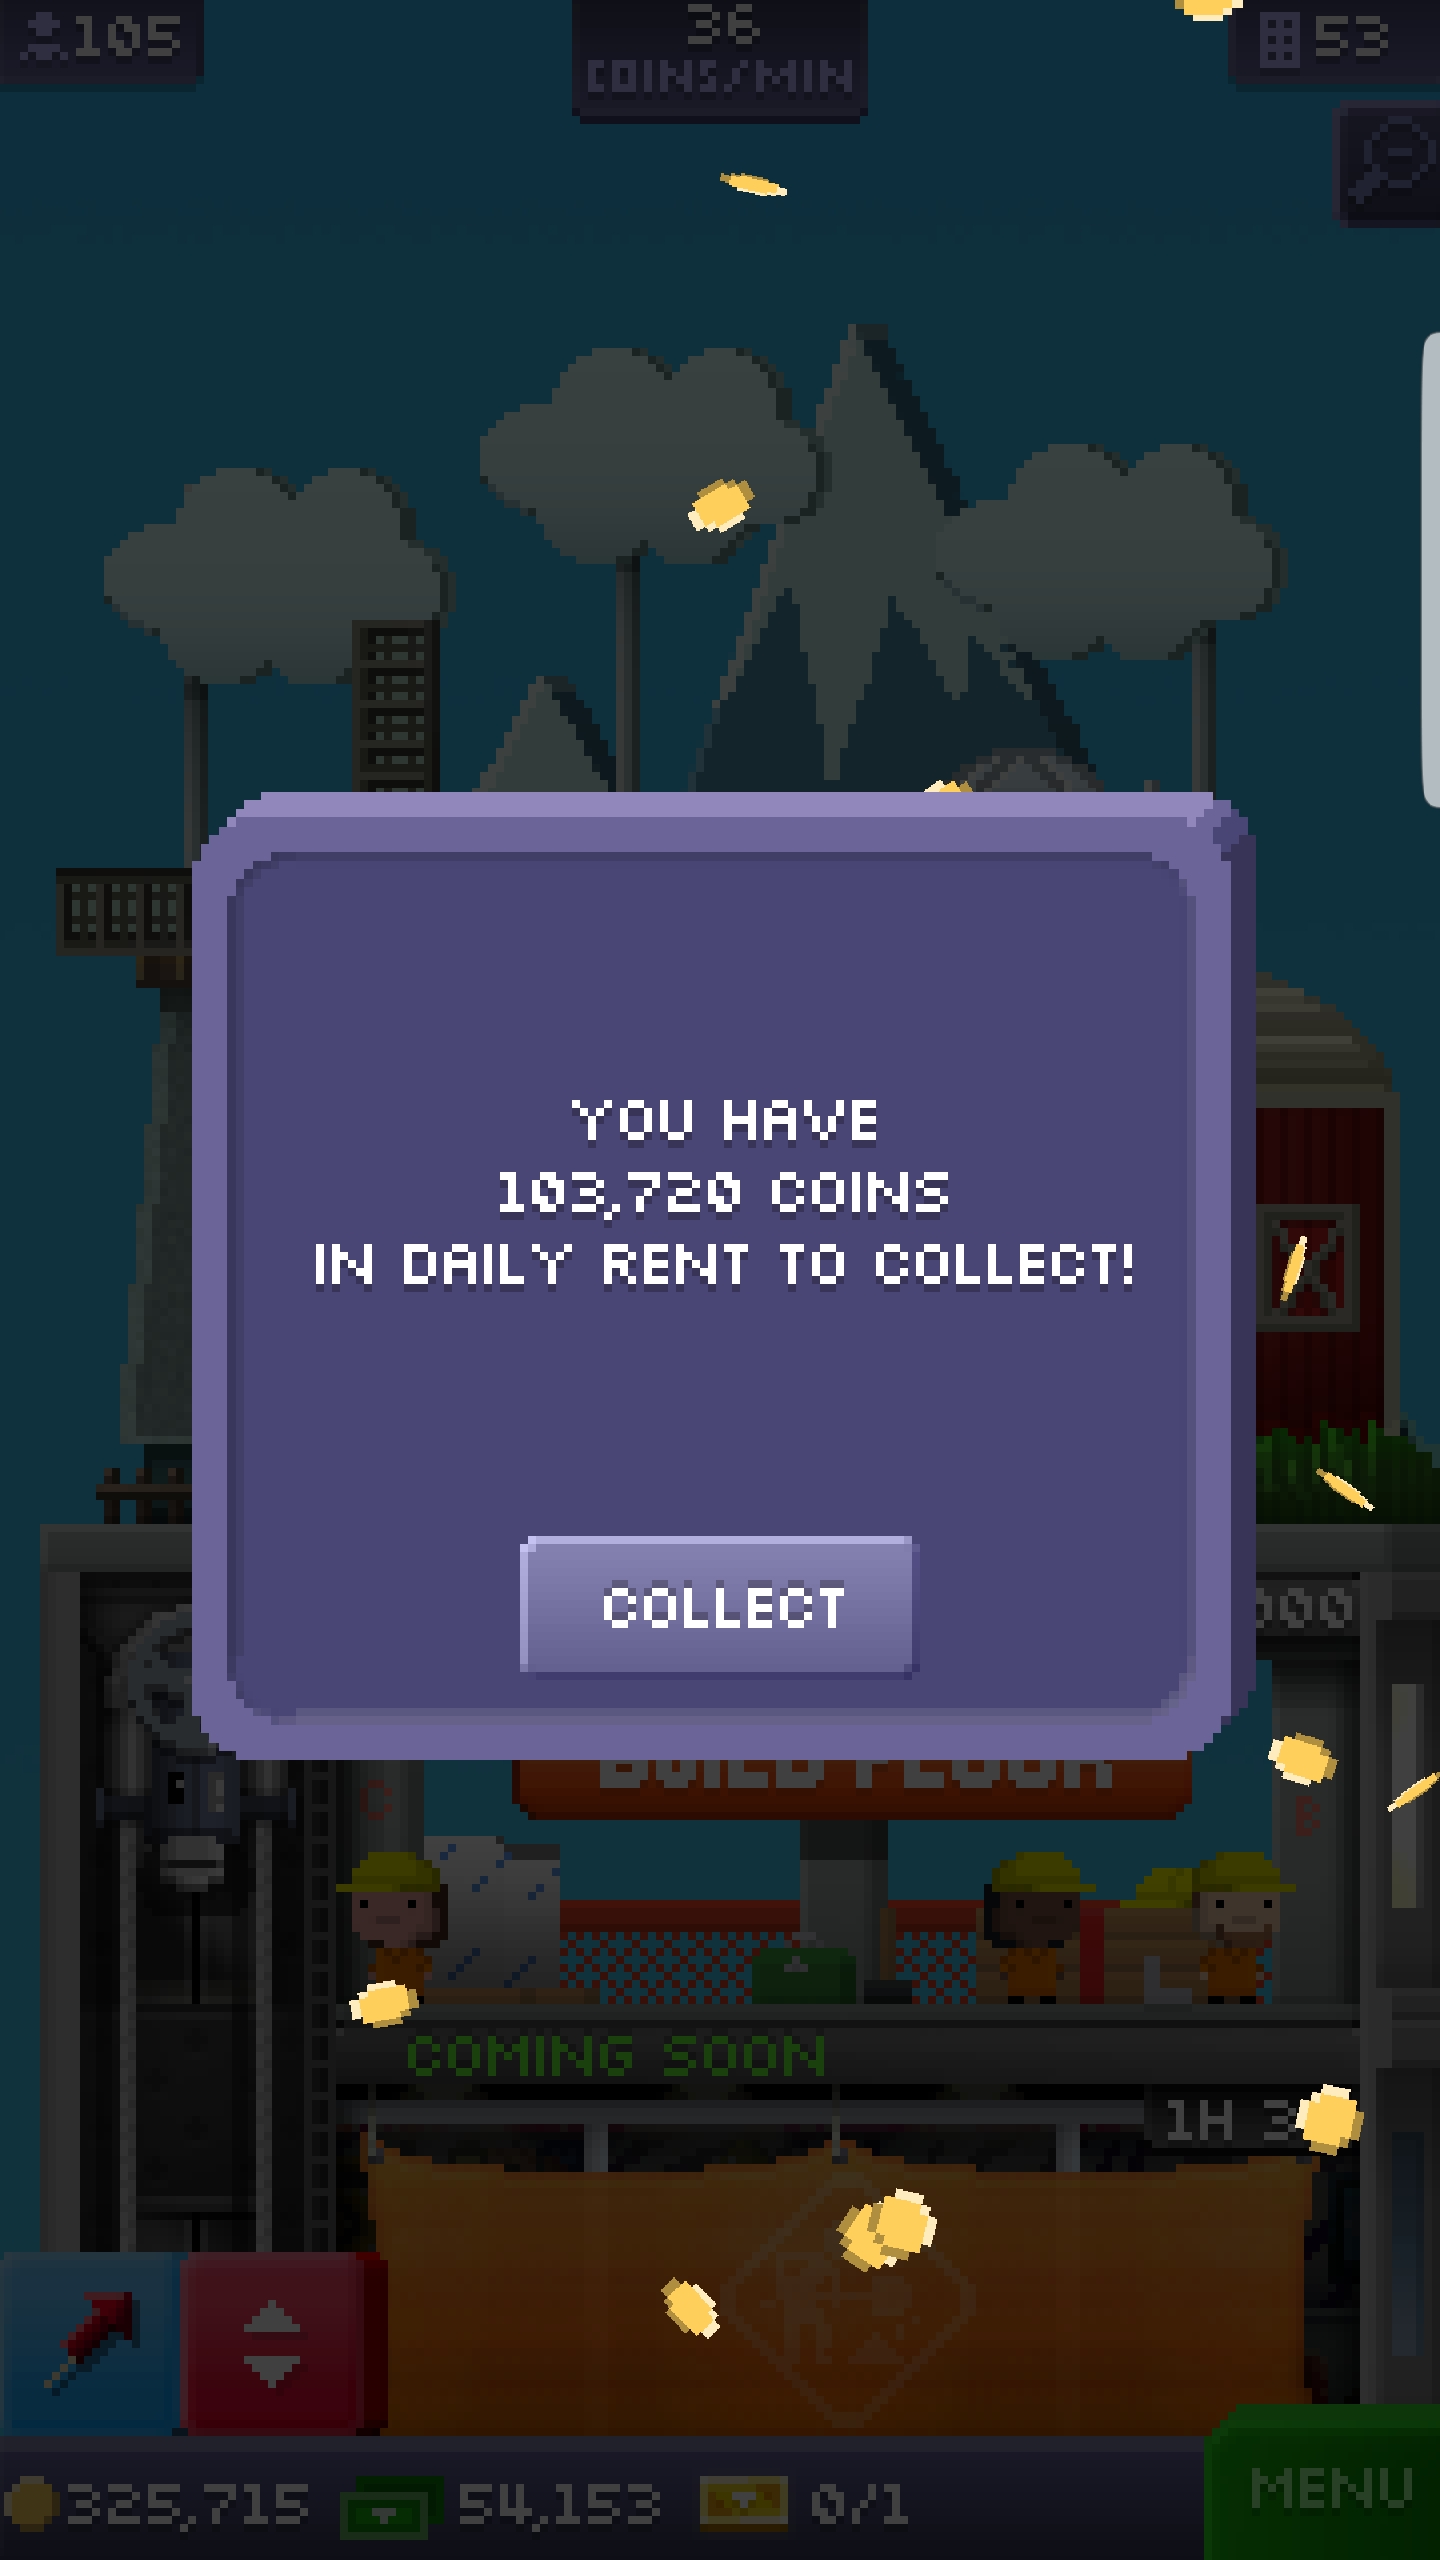 105
36
COINS/MIN
53
YOU HAVE
103,720 COINS
IN DAILY RENT TO COLLECT!
COLLECT
000
BUILD FLOOR
C
B
COMING SOON
1H 3
325,715
54,153
0/1
MENU